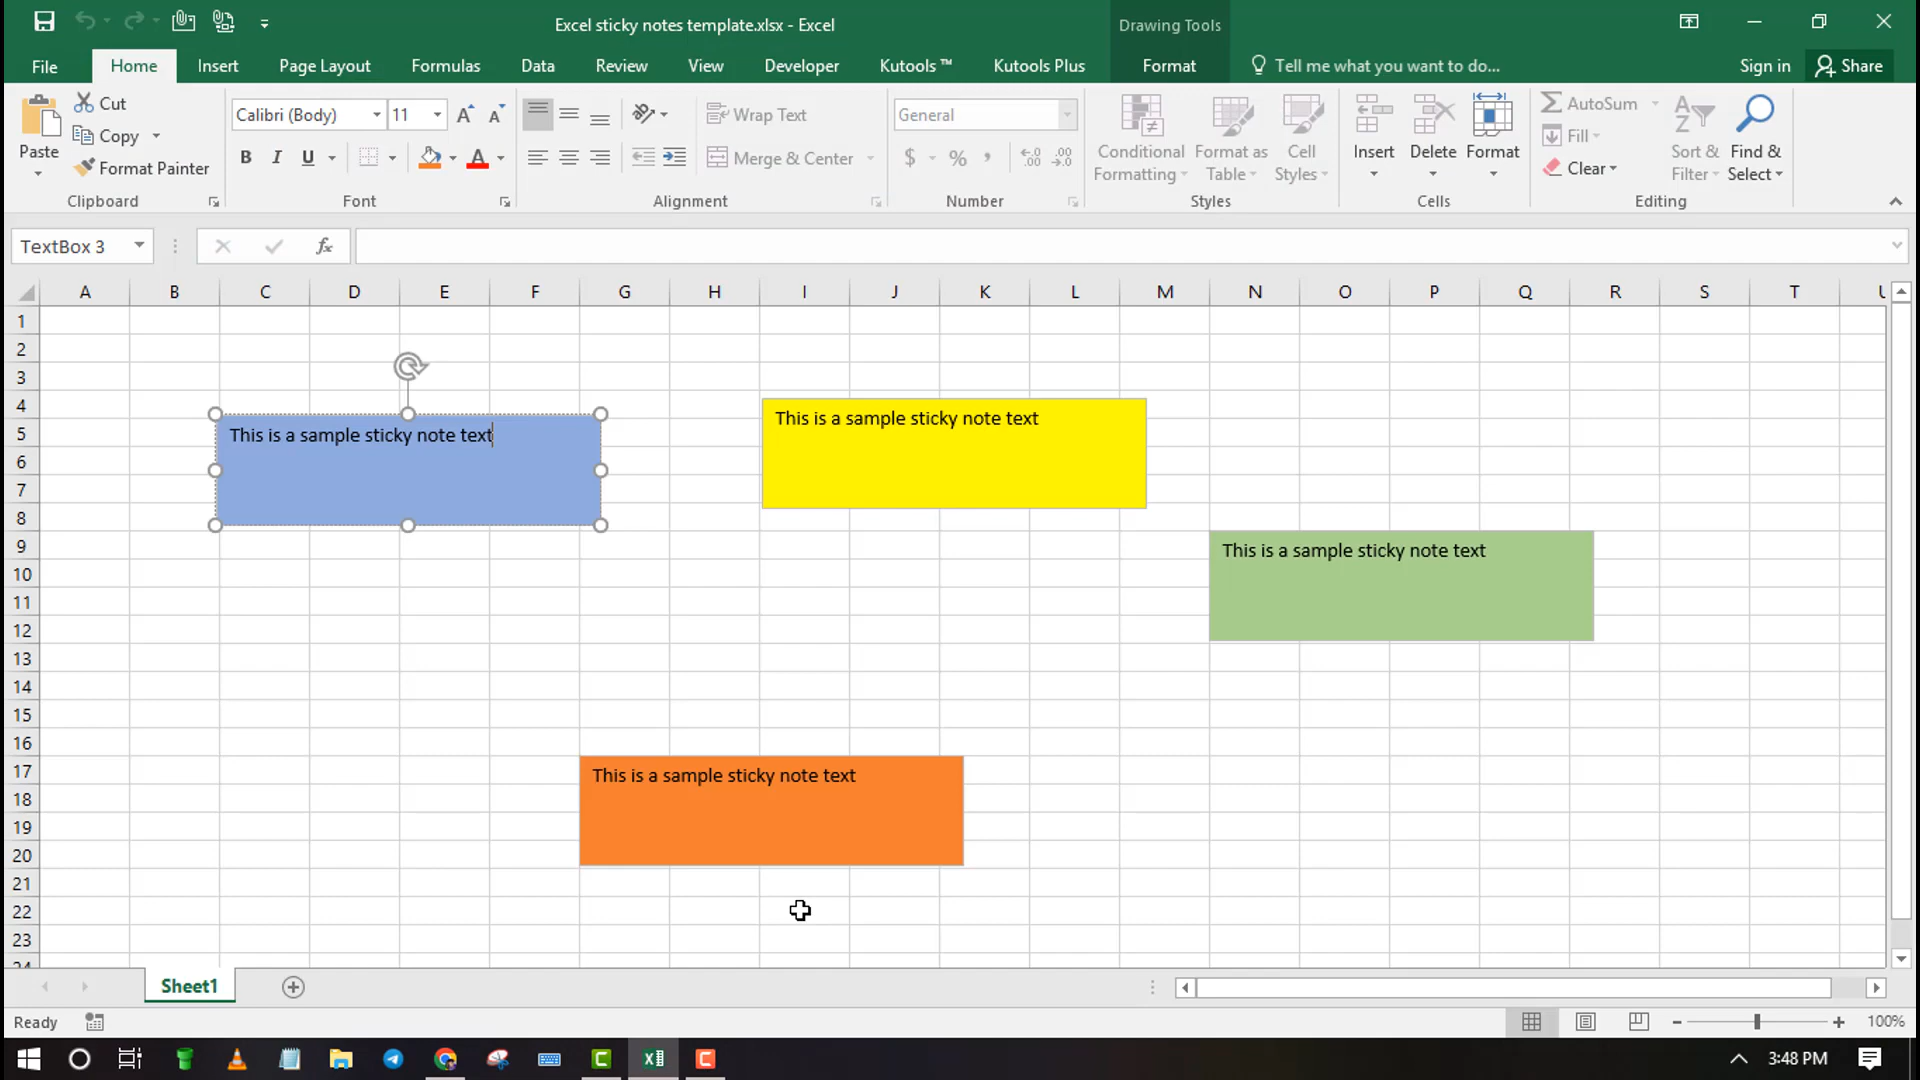 Excel sticky notes template.xlsx - Excel
Drawing Tools
File
Home
Insert
Page Layout
Formulas
Data
Review
View
Developer
Kutools ™
Kutools Plus
Format
Tell me what you want to do...
Sign in
Share
Paste
Cut
Copy
Format Painter
Clipboard
Calibri (Body)
11
B I U
Font
Wrap Text
Merge & Center
Alignment
General
$ % ,
Number
Conditional
Formatting
Format as
Table
Cell
Styles
Styles
Insert
Delete
Format
Cells
AutoSum
Fill
Clear
Sort &
Filter
Find &
Select
Editing
TextBox 3
fx
A B C D E F G H I J K L M N O P Q R S T U
1
2
3
4
5
6
7
8
9
10
11
12
13
14
15
16
17
18
19
20
21
22
23
24
This is a sample sticky note text
This is a sample sticky note text
This is a sample sticky note text
This is a sample sticky note text
Sheet1
Ready
100%
3:48 PM